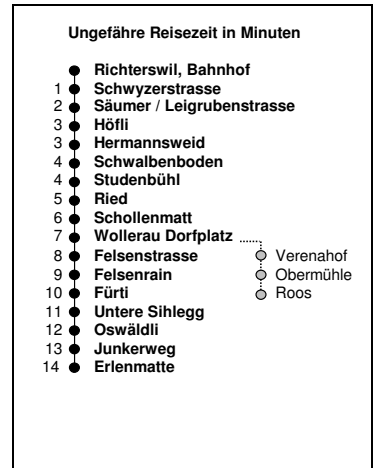 Ungefähre Reisezeit in Minuten
Richterswil, Bahnhof
1 Schwyzerstrasse
2 Säumer / Leigrubenstrasse
3 Höfli
3 Hermannsweid
4 Schwalbenboden
4 Studenbühl
5 Ried
6 Schollenmatt
7 Wollerau Dorfplatz
8 Felsenstrasse Verenahof
9 Felsenrain Obermühle
10 Fürti Roos
11 Untere Sihlegg
12 Oswäldli
13 Junkerweg
14 Erlenmatte